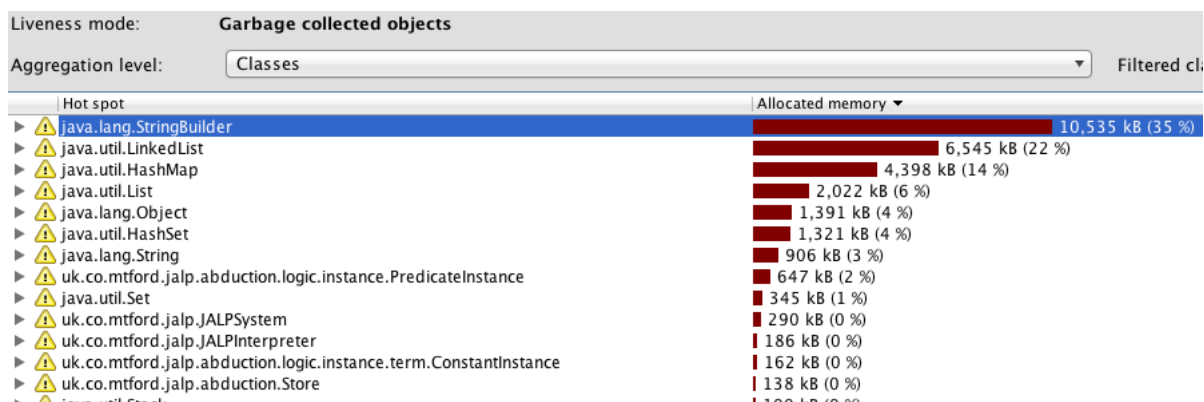 Liveness mode: Garbage collected objects
Aggregation level: Classes Filtered
Hot spot Allocated memory
java.lang.StringBuilder 10,535 kB (35 %)
java.util.LinkedList 6,545 kB (22 %)
java.util.HashMap 4,398 kB (14 %)
java.util.List 2,022 kB (6 %)
java.lang.Object 1,391 kB (4 %)
java.util.HashSet 1,321 kB (4 %)
java.lang.String 906 kB (3 %)
uk.co.mtford.jalp.abduction.logic.instance.PredicateInstance 647 kB (2 %)
java.util.Set 345 kB (1 %)
uk.co.mtford.jalp.JALPSystem 290 kB (0 %)
uk.co.mtford.jalp.JALPInterpreter 186 kB (0 %)
uk.co.mtford.jalp.abduction.logic.instance.term.ConstantInstance 162 kB (0 %)
uk.co.mtford.jalp.abduction.Store 138 kB (0 %)